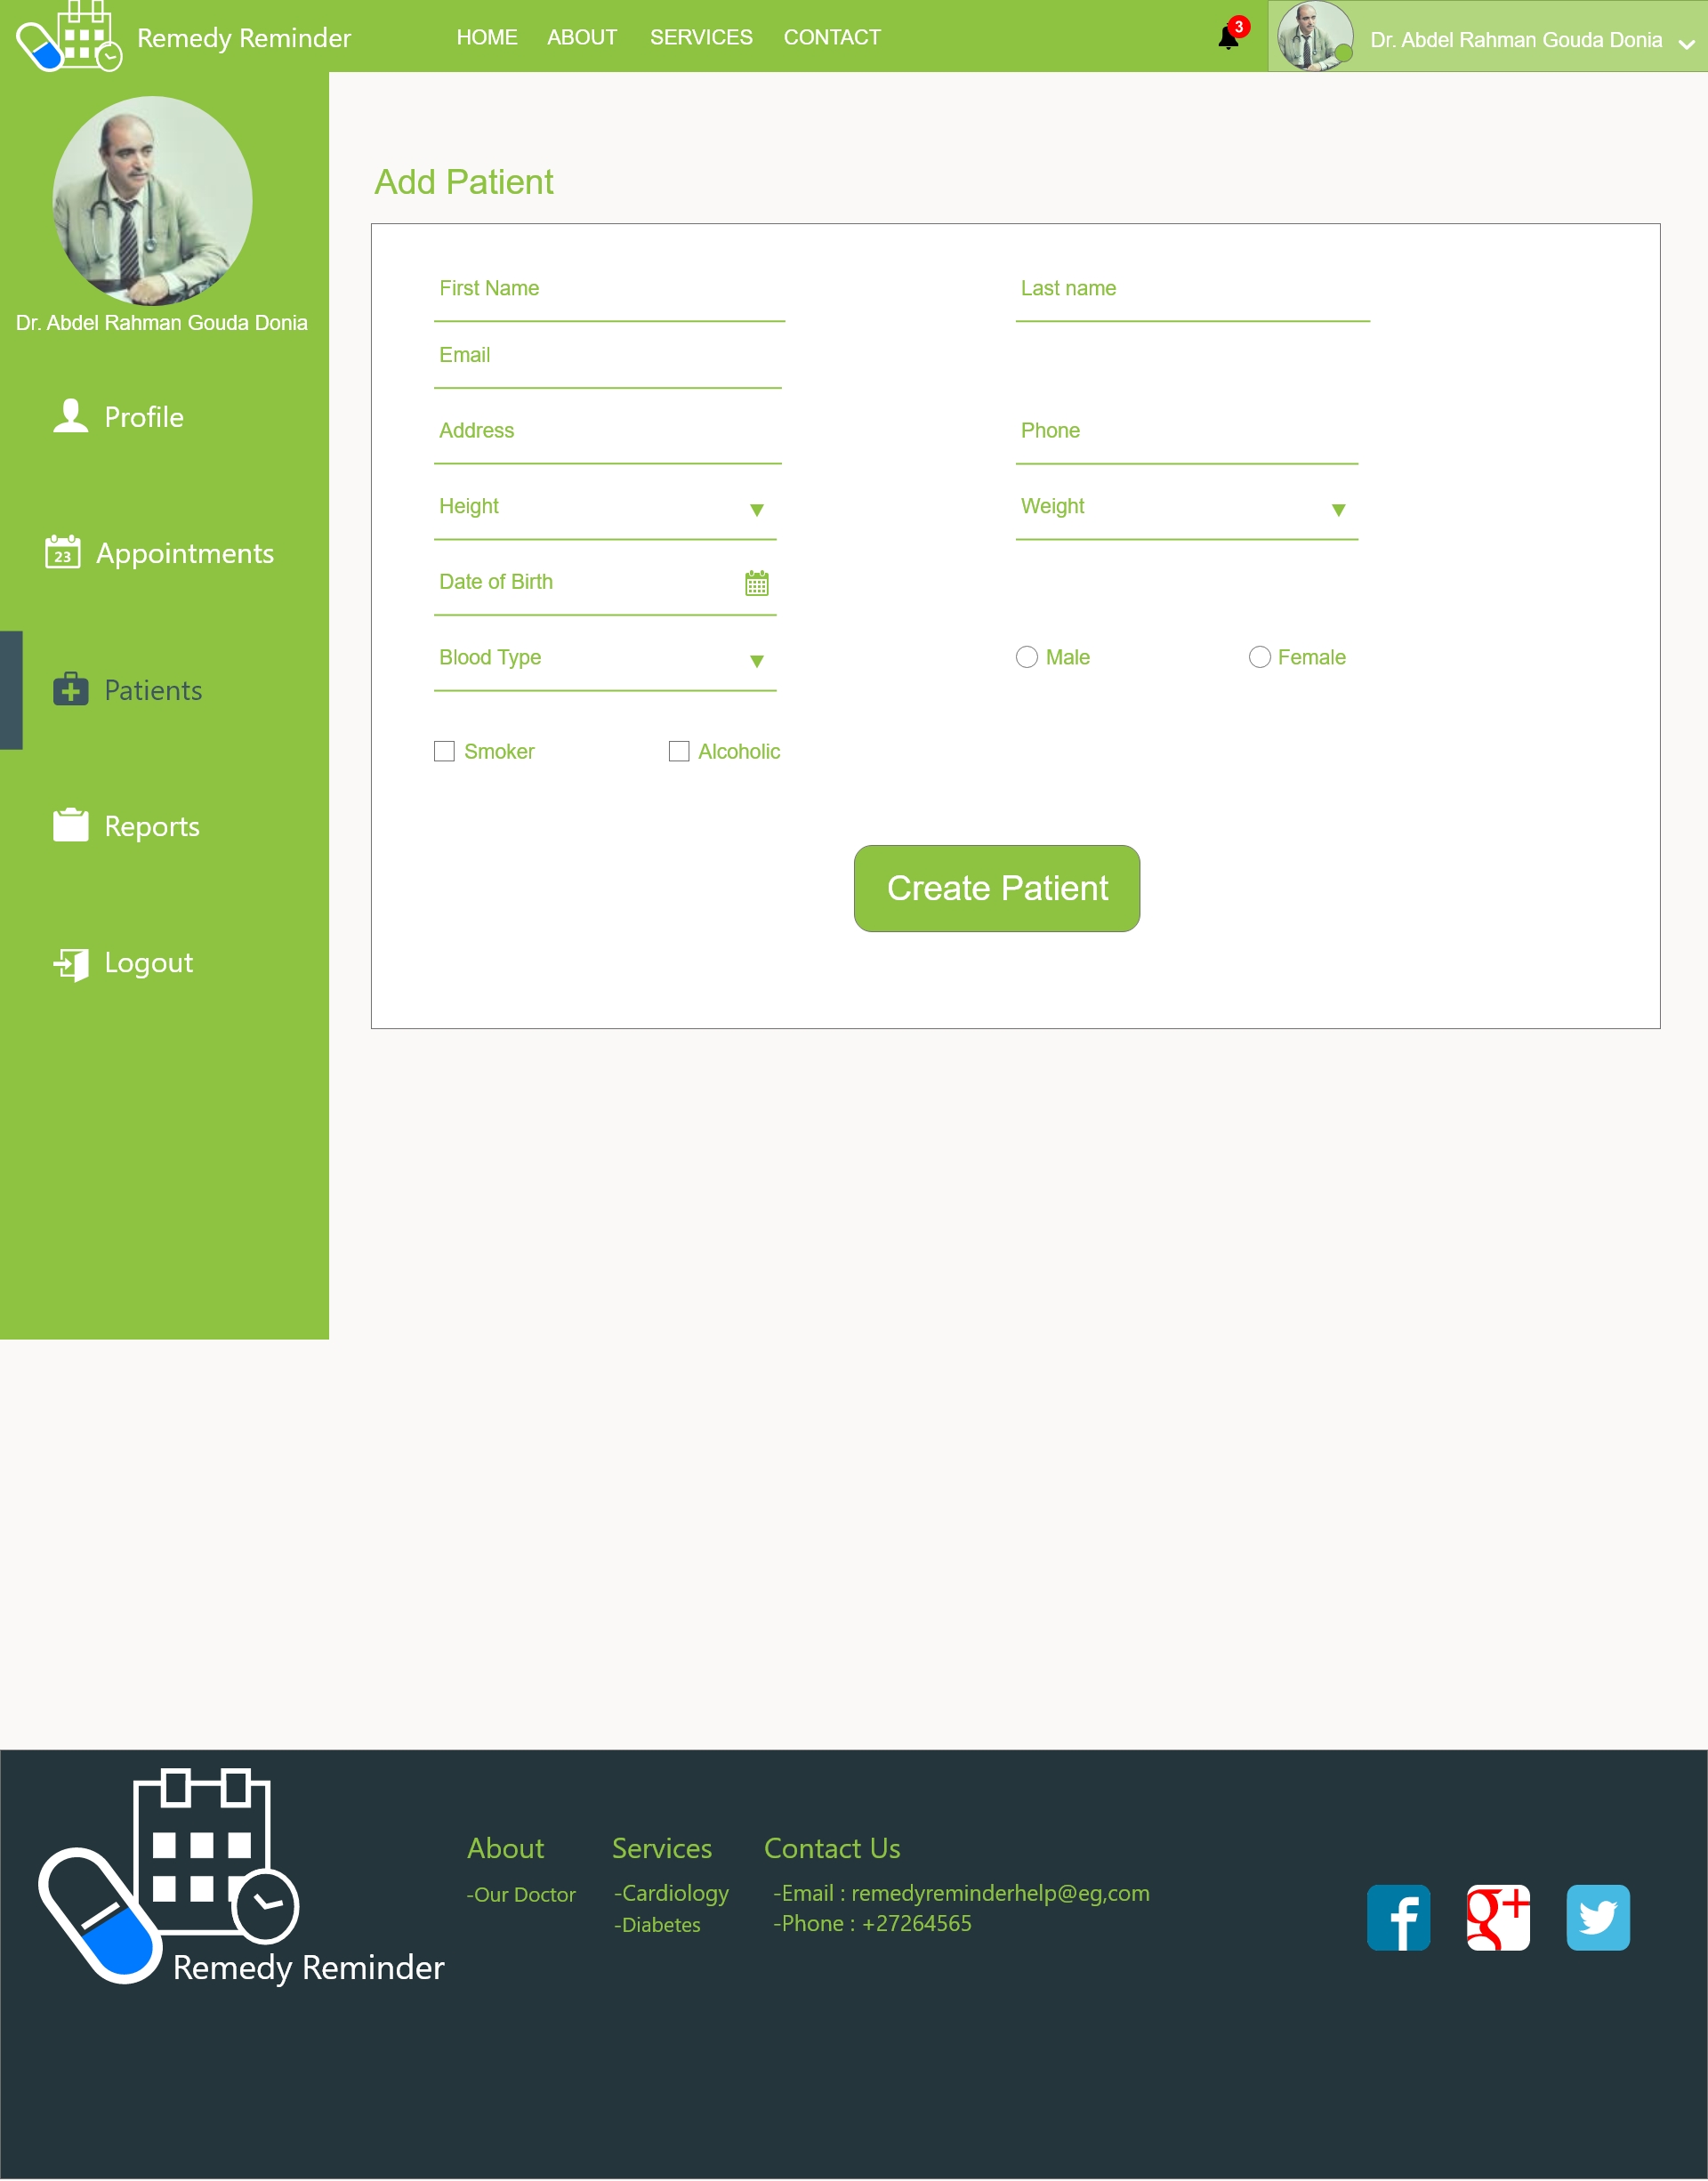 Remedy Reminder
HOME ABOUT SERVICES CONTACT
3
Dr. Abdel Rahman Gouda Donia
Dr. Abdel Rahman Gouda Donia
Profile
23
Appointments
Patients
Reports
Logout
Add Patient
First Name
Last name
Email
Address
Phone
Height
Weight
Date of Birth
Blood Type
Male
Female
Smoker
Alcoholic
Create Patient
Remedy Reminder
About
-Our Doctor
Services
-Cardiology
-Diabetes
Contact Us
-Email : remedyreminderhelp@eg,com
-Phone : +27264565
f
g+